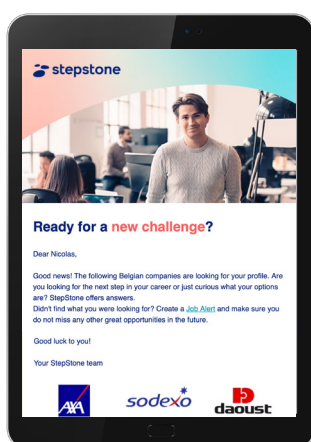 stepstone
Ready for a new challenge?
Dear Nicolas,
Good news! The following Belgian companies are looking for your profile. Are
you looking for the next step in your career or just curious what your options
are? StepStone offers answers.
Didn't find what you were looking for? Create a Job Alert and make sure you
do not miss any other great opportunities in the future.
Good luck to you!
Your StepStone team
AXA
sodexo
daoust